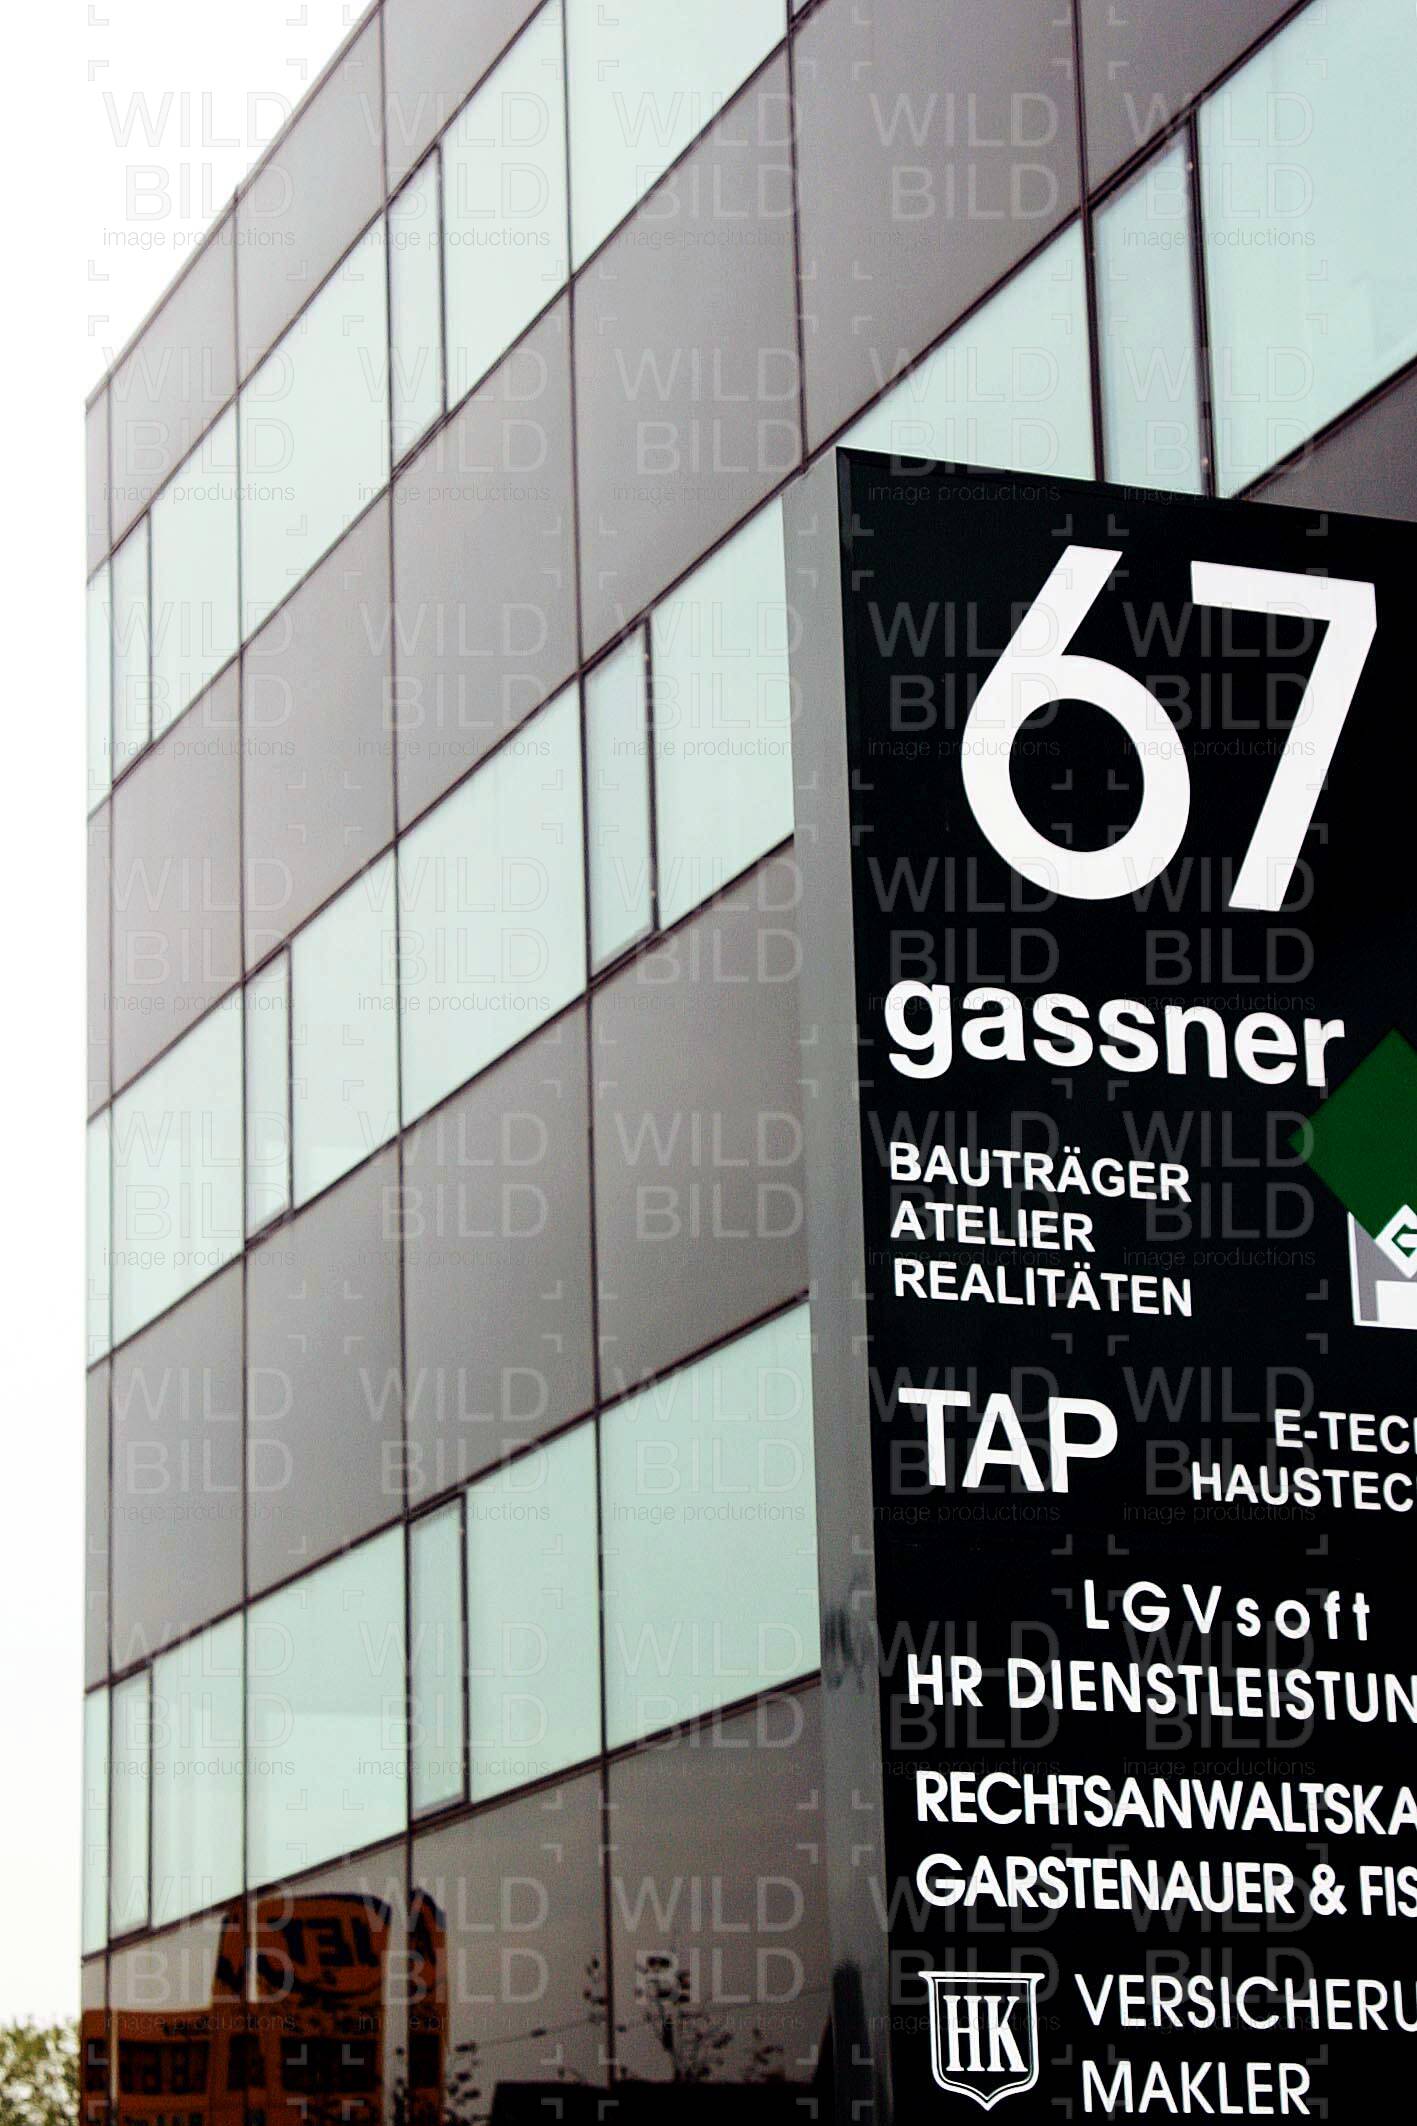 67
gassner
BAUTRÄGER
ATELIER
REALITÄTEN
G
TAP
E-TEC
HAUSTEC
LGVsoft
HR DIENSTLEISTUN
RECHTSANWALTSKA
GARSTENAUER & FIS
HK
VERSICHERU
MAKLER
WILD
BILD
image productions